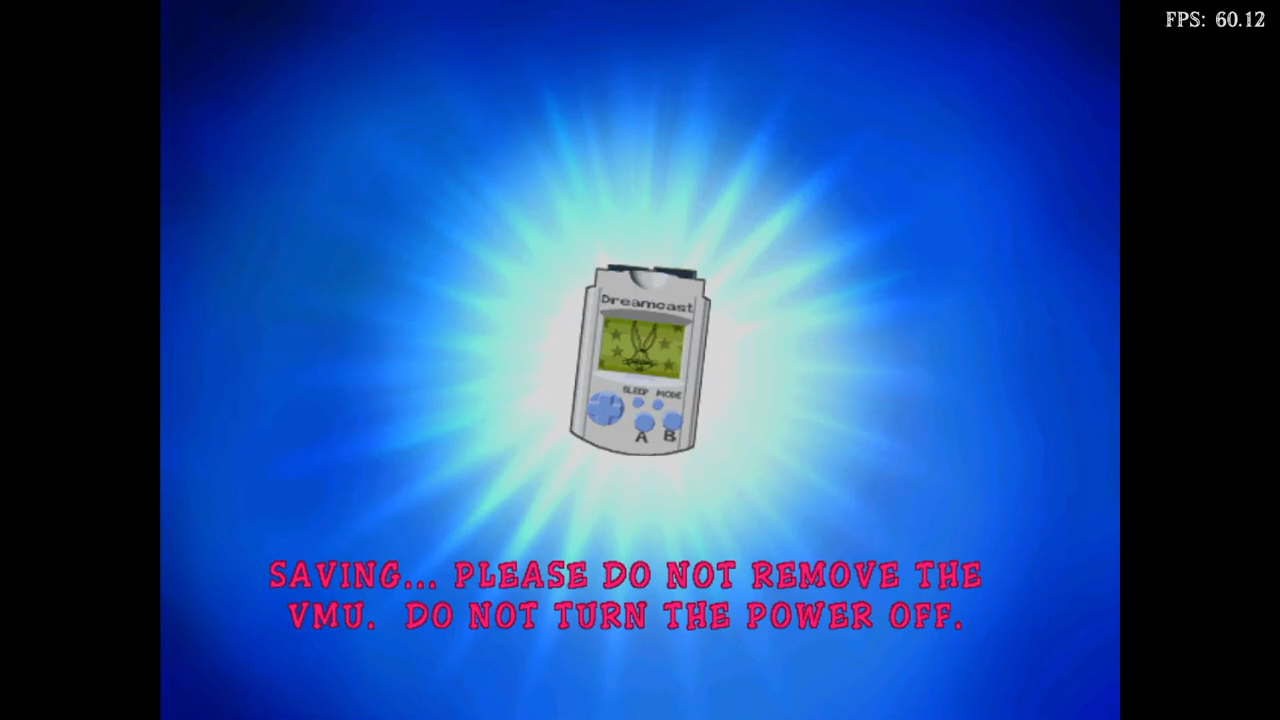 FPS: 60.12
Dreamcast
SLEEP MODE
A B
SAVING... PLEASE DO NOT REMOVE THE
VMU. DO NOT TURN THE POWER OFF.